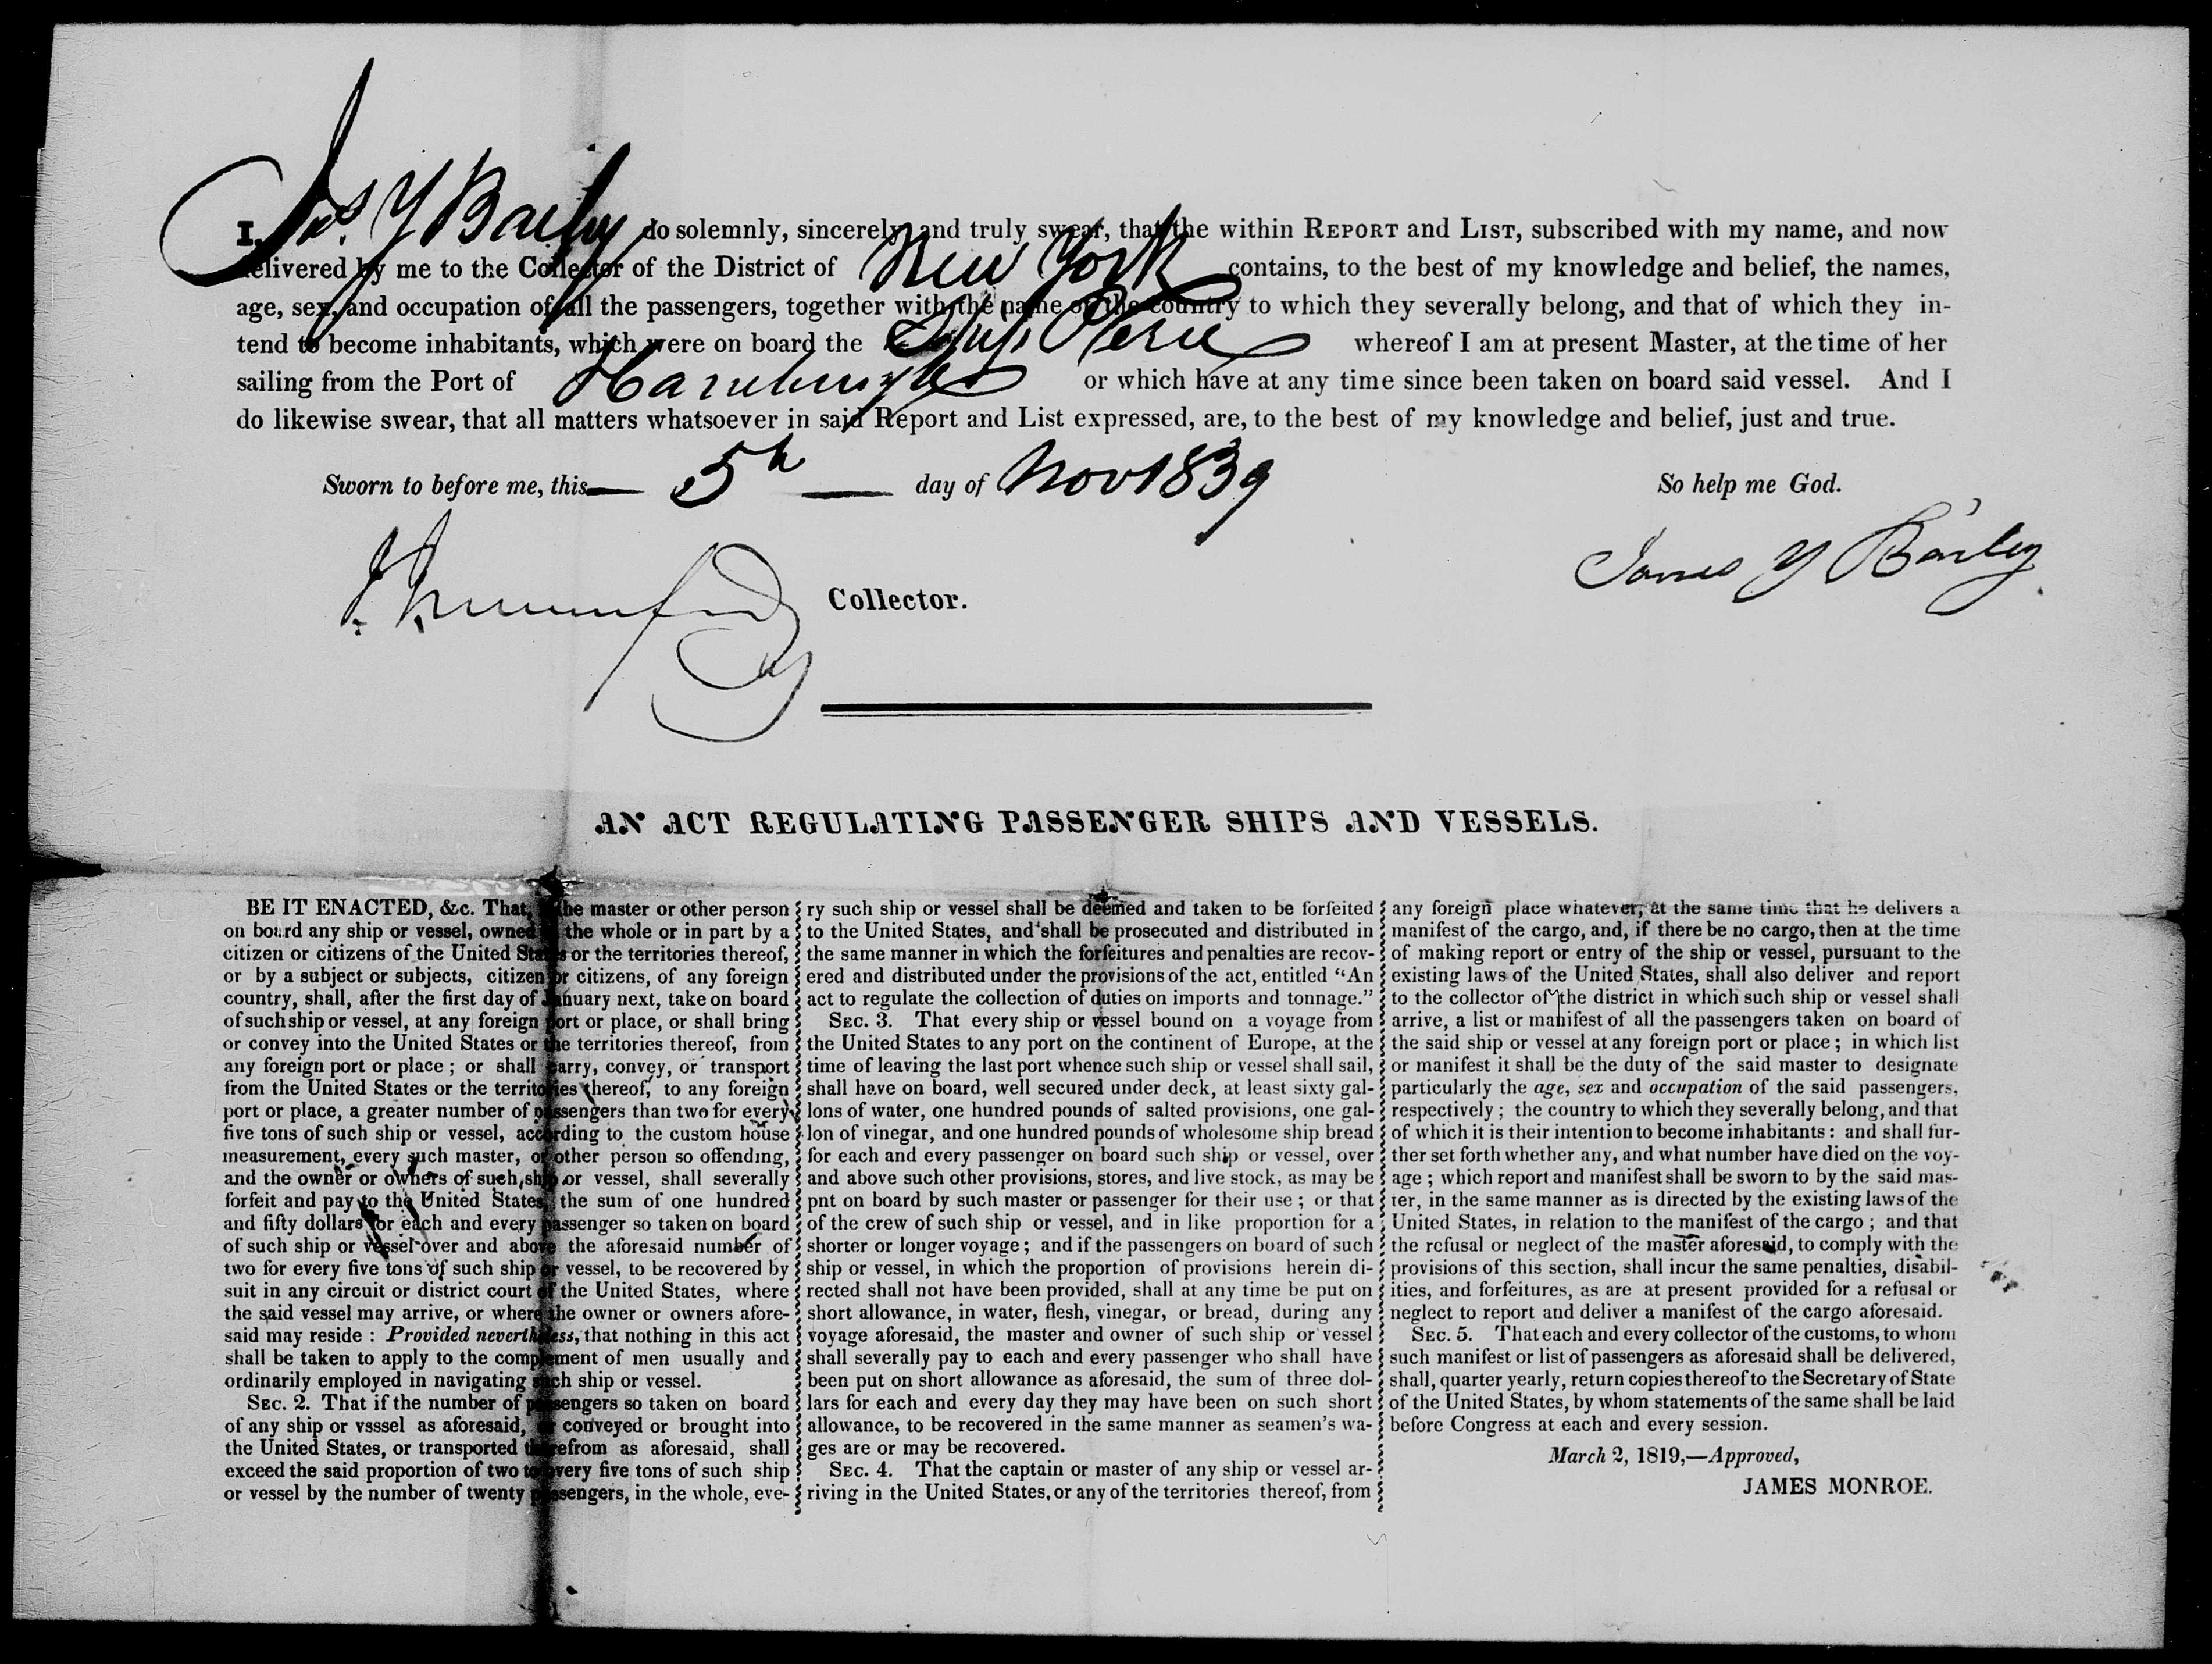 I, Jas. Y Baily do solemnly, sincerely and truly swear, that the within REPORT and LIST, subscribed with my name, and now
delivered by me to the Collector of the District of New York contains, to the best of my knowledge and belief, the names,
age, sex, and occupation of all the passengers, together with the name of the country to which they severally belong, and that of which they in-
tend to become inhabitants, which were on board the Ship Peru whereof I am at present Master, at the time of her
sailing from the Port of Hamburgh or which have at any time since been taken on board said vessel. And I
do likewise swear, that all matters whatsoever in said Report and List expressed, are, to the best of my knowledge and belief, just and true.
Sworn to before me, this 5h day of Nov 1839 So help me God.
James Y Baily
Collector.
AN ACT REGULATING PASSENGER SHIPS AND VESSELS.
BE IT ENACTED, &c. That, the master or other person
on board any ship or vessel, owned the whole or in part by a
citizen or citizens of the United States or the territories thereof,
or by a subject or subjects, citizen or citizens, of any foreign
country, shall, after the first day of January next, take on board
of such ship or vessel, at any foreign port or place, or shall bring
or convey into the United States or the territories thereof, from
any foreign port or place ; or shall carry, convey, or transport
from the United States or the territories thereof, to any foreign
port or place, a greater number of passengers than two for every
five tons of such ship or vessel, according to the custom house
measurement, every such master, or other person so offending,
and the owner or owners of such ship or vessel, shall severally
forfeit and pay to the United States, the sum of one hundred
and fifty dollars for each and every passenger so taken on board
of such ship or vessel over and above the aforesaid number of
two for every five tons of such ship or vessel, to be recovered by
suit in any circuit or district court of the United States, where
the said vessel may arrive, or where the owner or owners afore-
said may reside : Provided nevertheless, that nothing in this act
shall be taken to apply to the complement of men usually and
ordinarily employed in navigating such ship or vessel.
SEC. 2. That if the number of passengers so taken on board
of any ship or vsssel as aforesaid, or conveyed or brought into
the United States, or transported therefrom as aforesaid, shall
exceed the said proportion of two to every five tons of such ship
or vessel by the number of twenty passengers, in the whole, eve-
ry such ship or vessel shall be deemed and taken to be forfeited
to the United States, and shall be prosecuted and distributed in
the same manner in which the forfeitures and penalties are recov-
ered and distributed under the provisions of the act, entitled “An
act to regulate the collection of duties on imports and tonnage.”
SEC. 3. That every ship or vessel bound on a voyage from
the United States to any port on the continent of Europe, at the
time of leaving the last port whence such ship or vessel shall sail,
shall have on board, well secured under deck, at least sixty gal-
lons of water, one hundred pounds of salted provisions, one gal-
lon of vinegar, and one hundred pounds of wholesome ship bread
for each and every passenger on board such ship or vessel, over
and above such other provisions, stores, and live stock, as may be
pnt on board by such master or passenger for their use ; or that
of the crew of such ship or vessel, and in like proportion for a
shorter or longer voyage ; and if the passengers on board of such
ship or vessel, in which the proportion of provisions herein di-
rected shall not have been provided, shall at any time be put on
short allowance, in water, flesh, vinegar, or bread, during any
voyage aforesaid, the master and owner of such ship or vessel
shall severally pay to each and every passenger who shall have
been put on short allowance as aforesaid, the sum of three dol-
lars for each and every day they may have been on such short
allowance, to be recovered in the same manner as seamen's wa-
ges are or may be recovered.
SEC. 4. That the captain or master of any ship or vessel ar-
riving in the United States, or any of the territories thereof, from
any foreign place whatever, at the same time that he delivers a
manifest of the cargo, and, if there be no cargo, then at the time
of making report or entry of the ship or vessel, pursuant to the
existing laws of the United States, shall also deliver and report
to the collector of the district in which such ship or vessel shall
arrive, a list or manifest of all the passengers taken on board of
the said ship or vessel at any foreign port or place ; in which list
or manifest it shall be the duty of the said master to designate
particularly the age, sex and occupation of the said passengers,
respectively ; the country to which they severally belong, and that
of which it is their intention to become inhabitants : and shall fur-
ther set forth whether any, and what number have died on the voy-
age ; which report and manifest shall be sworn to by the said mas-
ter, in the same manner as is directed by the existing laws of the
United States, in relation to the manifest of the cargo ; and that
the refusal or neglect of the master aforesaid, to comply with the
provisions of this section, shall incur the same penalties, disabil-
ities, and forfeitures, as are at present provided for a refusal or
neglect to report and deliver a manifest of the cargo aforesaid.
SEC. 5. That each and every collector of the customs, to whom
such manifest or list of passengers as aforesaid shall be delivered,
shall, quarter yearly, return copies thereof to the Secretary of State
of the United States, by whom statements of the same shall be laid
before Congress at each and every session.
March 2, 1819,—Approved,
JAMES MONROE.